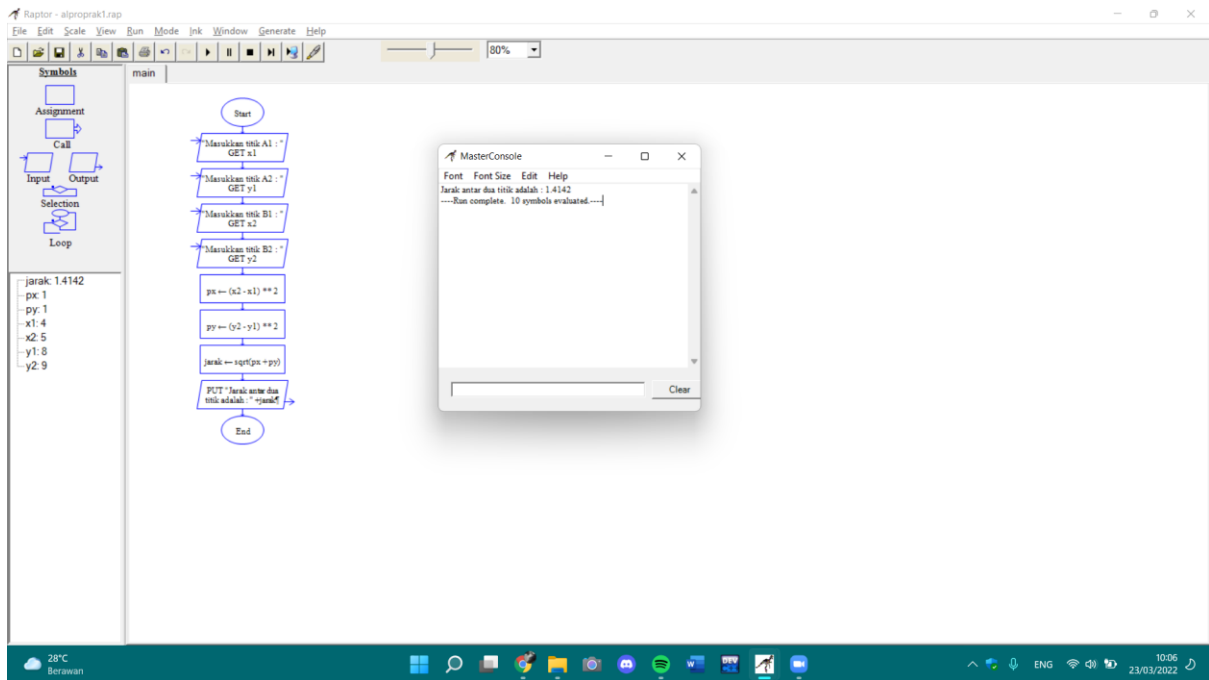 Raptor - alproprak1.rap
File Edit Scale View Run Mode Ink Window Generate Help
80%
Symbols
Assignment
Call
Input Output
Selection
Loop
jarak: 1.4142
px: 1
py: 1
x1: 4
x2: 5
y1: 8
y2: 9
main
Start
"Masukkan titik A1 : "
GET x1
"Masukkan titik A2 : "
GET y1
"Masukkan titik B1 : "
GET x2
"Masukkan titik B2 : "
GET y2
px ← (x2 - x1) ** 2
py ← (y2 - y1) ** 2
jarak ← sqrt(px + py)
PUT "Jarak antar dua
titik adalah : " +jarak¶
End
MasterConsole
Font Font Size Edit Help
Jarak antar dua titik adalah : 1.4142
----Run complete. 10 symbols evaluated.----
Clear
28°C
Berawan
W
DEV
ENG
10:06
23/03/2022